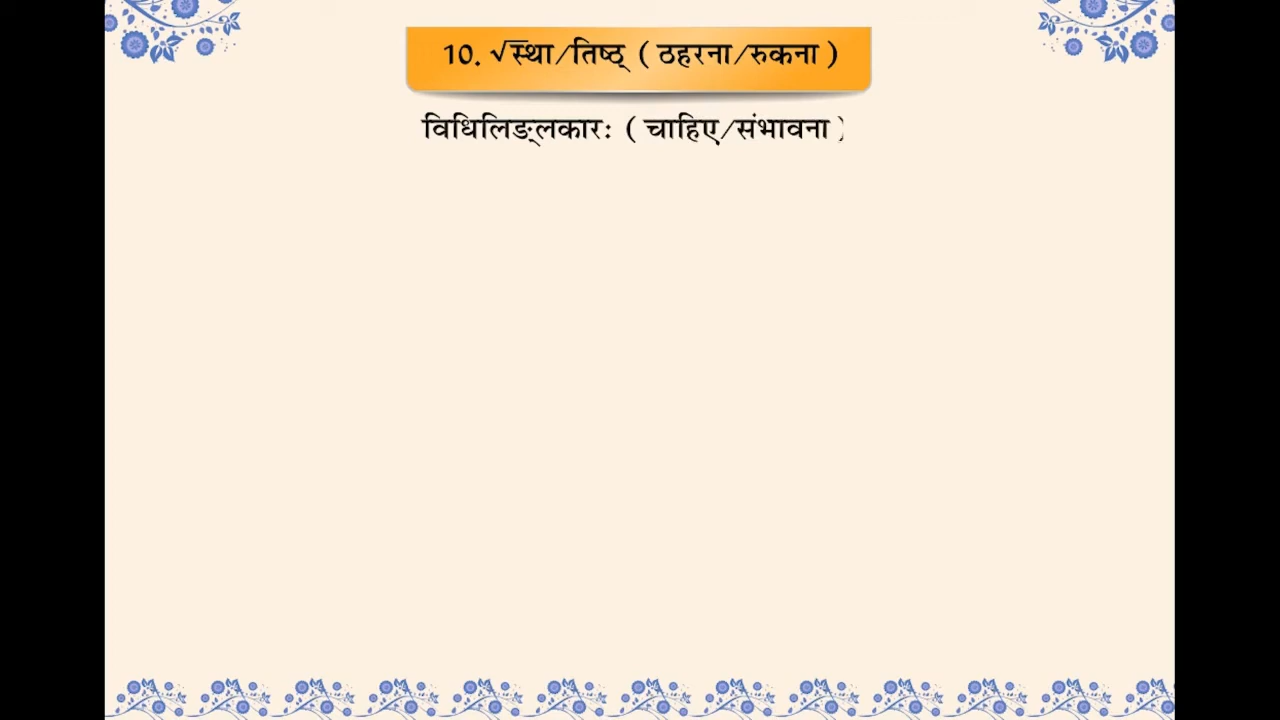 10. √स्था/तिष्ठ् ( ठहरना/रुकना )
विधिलिङ्लकारः ( चाहिए/संभावना )